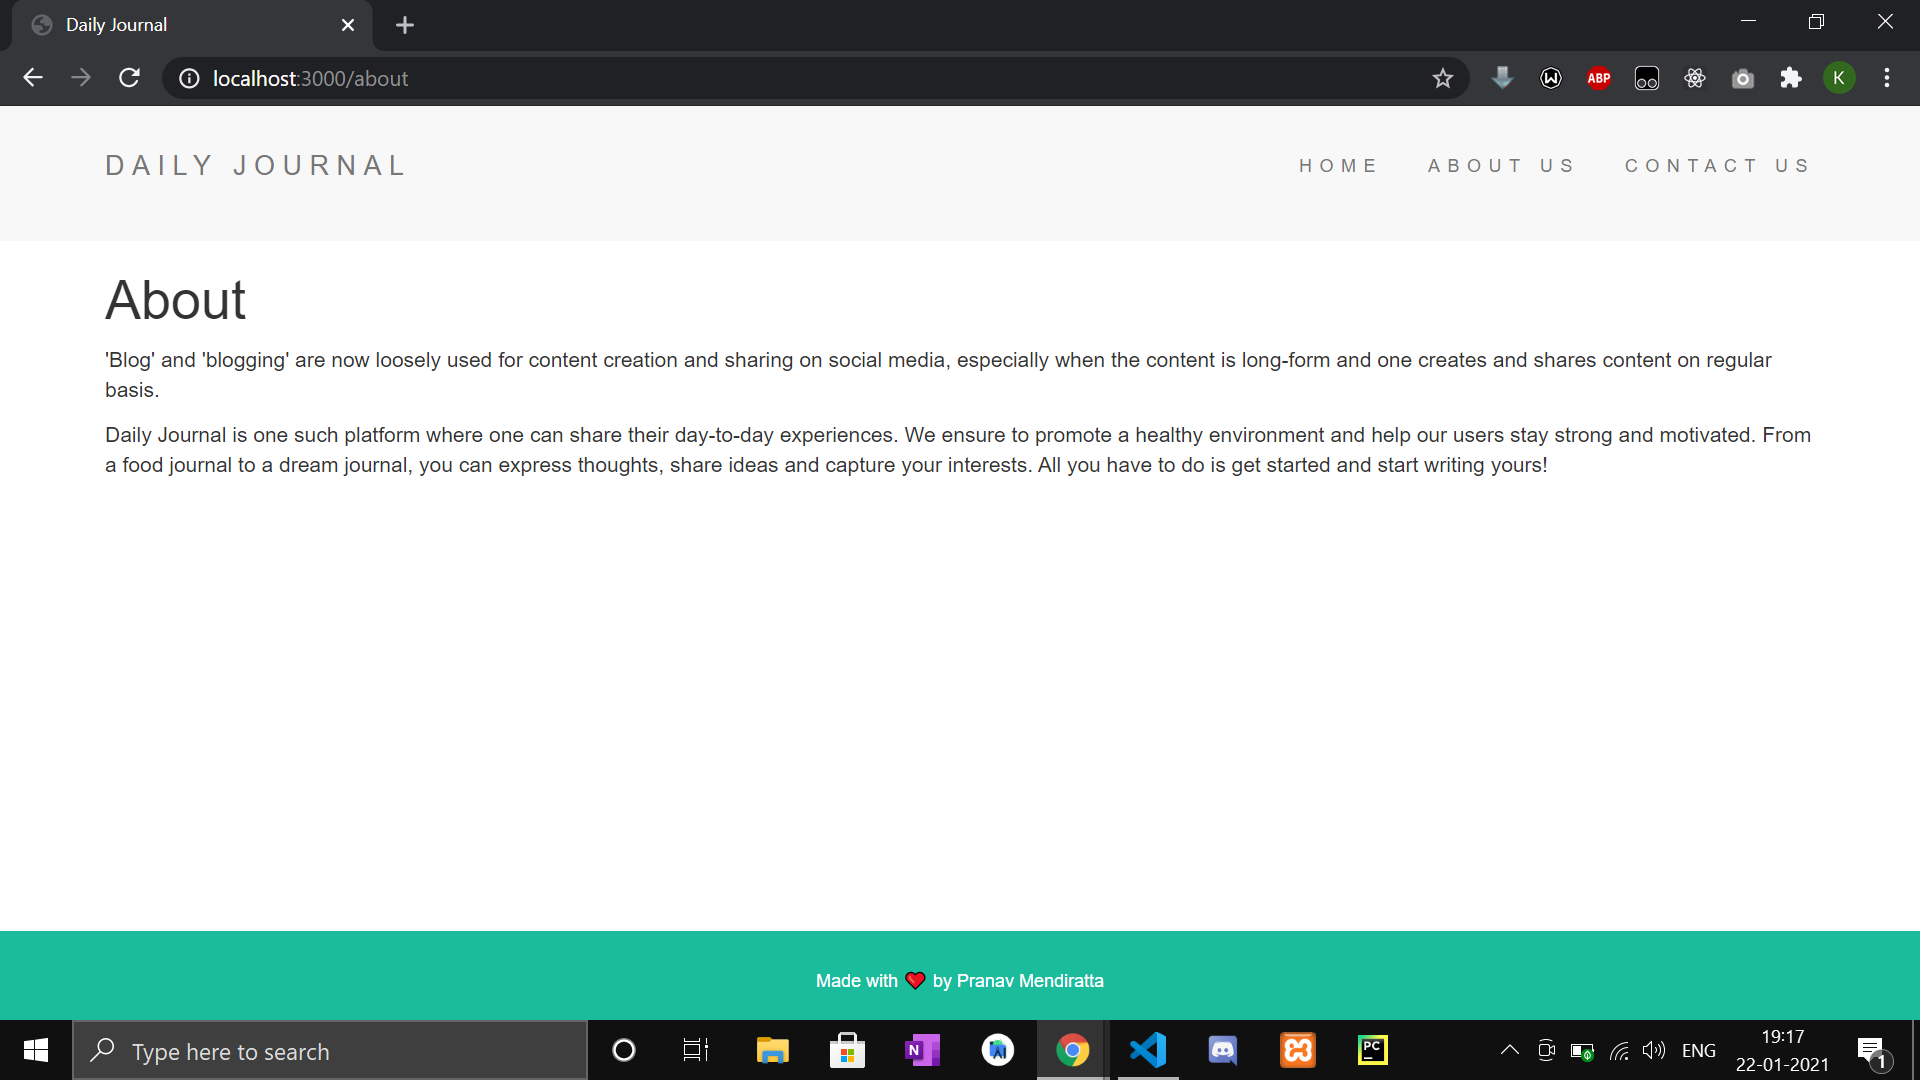 Daily Journal
localhost:3000/about
ABP
K
DAILY JOURNAL
HOME ABOUT US CONTACT US
About
'Blog' and 'blogging' are now loosely used for content creation and sharing on social media, especially when the content is long-form and one creates and shares content on regular
basis.
Daily Journal is one such platform where one can share their day-to-day experiences. We ensure to promote a healthy environment and help our users stay strong and motivated. From
a food journal to a dream journal, you can express thoughts, share ideas and capture your interests. All you have to do is get started and start writing yours!
Made with ❤ by Pranav Mendiratta
Type here to search
N
PC
ENG
19:17
22-01-2021
1